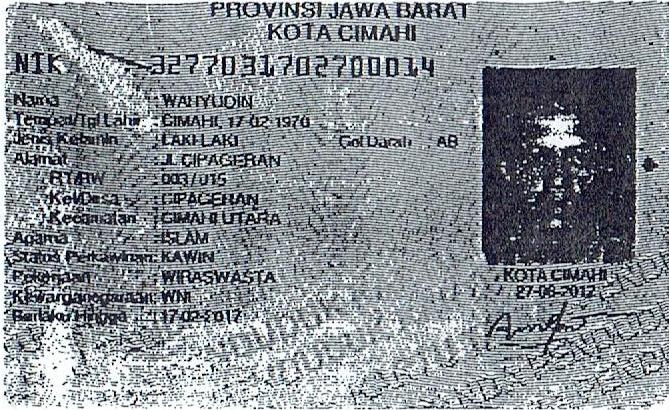 PROVINSI JAWA BARAT
KOTA CIMAHI
NIK 3277031702700014
Nama : WAHYUDIN
Tempat/Tgl Lahir : CIMAHI, 17-02-1970
Jenis Kelamin : LAKI-LAKI Gol Darah AB
Alamat : JL CIPAGERAN
RT/RW : 003/015
Kel/Desa : CIPAGERAN
Kecamatan : CIMAHI UTARA
Agama : ISLAM
Status Perkawinan: KAWIN
Pekerjaan : WIRASWASTA
Kewarganegaraan: WNI
Berlaku Hingga : 17-02-2017
KOTA CIMAHI
27-08-2012